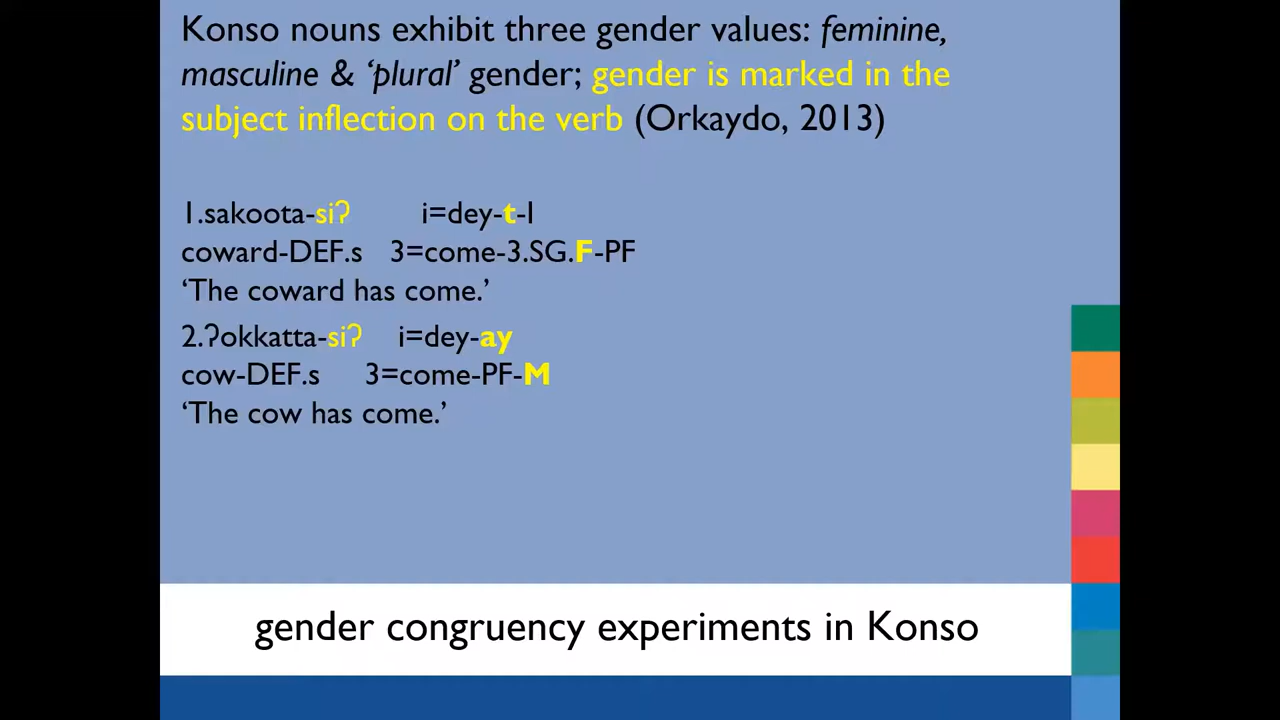 Konso nouns exhibit three gender values: feminine,
masculine & ‘plural’ gender; gender is marked in the
subject inflection on the verb (Orkaydo, 2013)
1.sakoota-siʔ i=dey-t-I
coward-DEF.s 3=come-3.SG.F-PF
‘The coward has come.’
2.ʔokkatta-siʔ i=dey-ay
cow-DEF.s 3=come-PF-M
‘The cow has come.’
gender congruency experiments in Konso